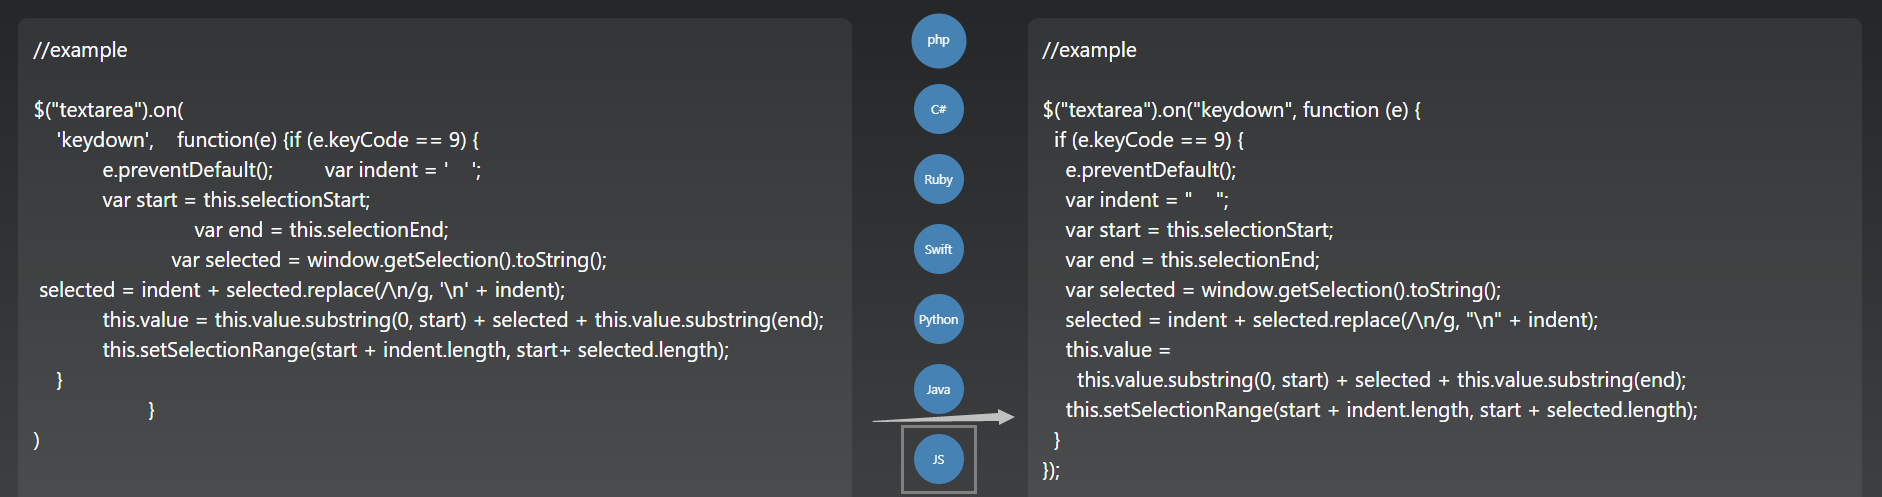 //example
$("textarea").on(
'keydown',    function(e) {if (e.keyCode == 9) {
e.preventDefault();         var indent = '    ';
var start = this.selectionStart;
var end = this.selectionEnd;
var selected = window.getSelection().toString();
selected = indent + selected.replace(/\n/g, '\n' + indent);
this.value = this.value.substring(0, start) + selected + this.value.substring(end);
this.setSelectionRange(start + indent.length, start+ selected.length);
}
}
)
php
C#
Ruby
Swift
Python
Java
JS
//example
$("textarea").on("keydown", function (e) {
if (e.keyCode == 9) {
e.preventDefault();
var indent = "    ";
var start = this.selectionStart;
var end = this.selectionEnd;
var selected = window.getSelection().toString();
selected = indent + selected.replace(/\n/g, "\n" + indent);
this.value =
this.value.substring(0, start) + selected + this.value.substring(end);
this.setSelectionRange(start + indent.length, start + selected.length);
}
});